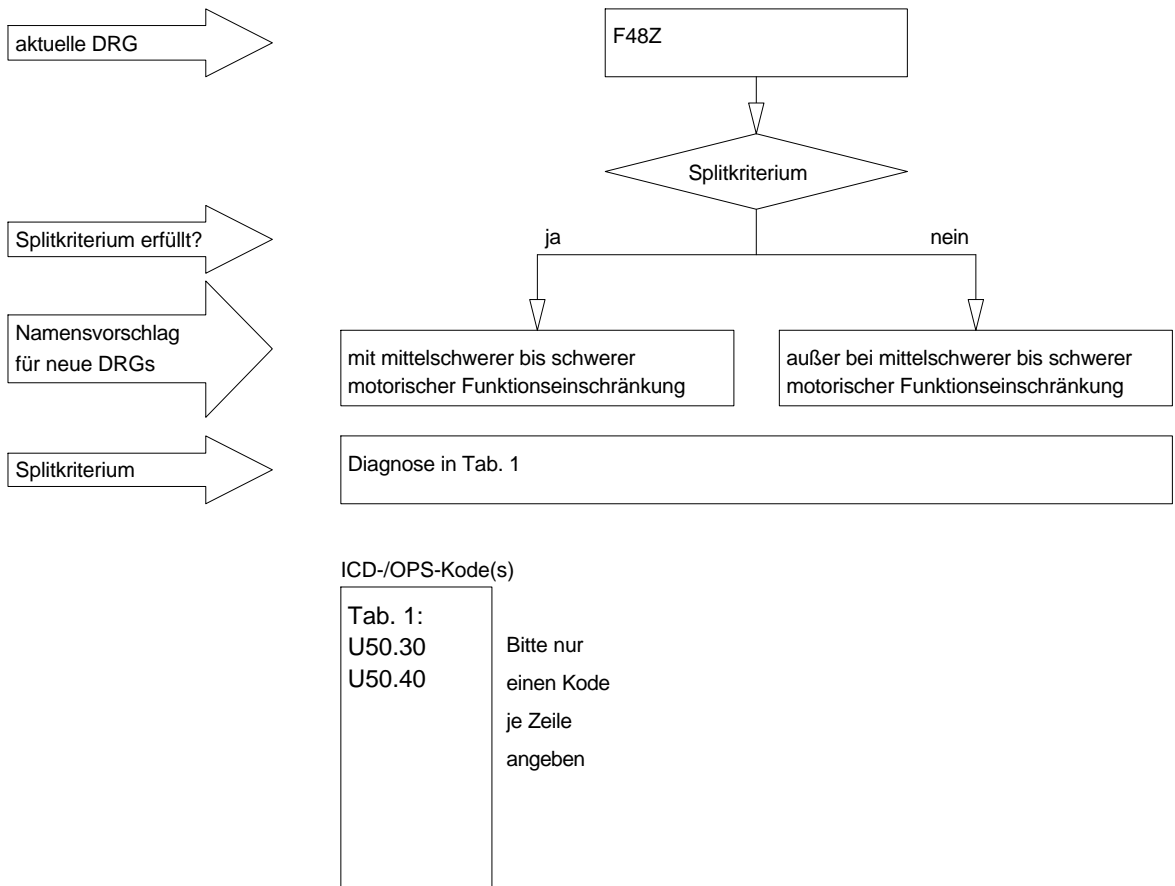 aktuelle DRG
F48Z
Splitkriterium
Splitkriterium erfüllt?
ja
nein
Namensvorschlag
für neue DRGs
mit mittelschwerer bis schwerer
motorischer Funktionseinschränkung
außer bei mittelschwerer bis schwerer
motorischer Funktionseinschränkung
Splitkriterium
Diagnose in Tab. 1
ICD-/OPS-Kode(s)
Tab. 1:
U50.30
U50.40
Bitte nur
einen Kode
je Zeile
angeben